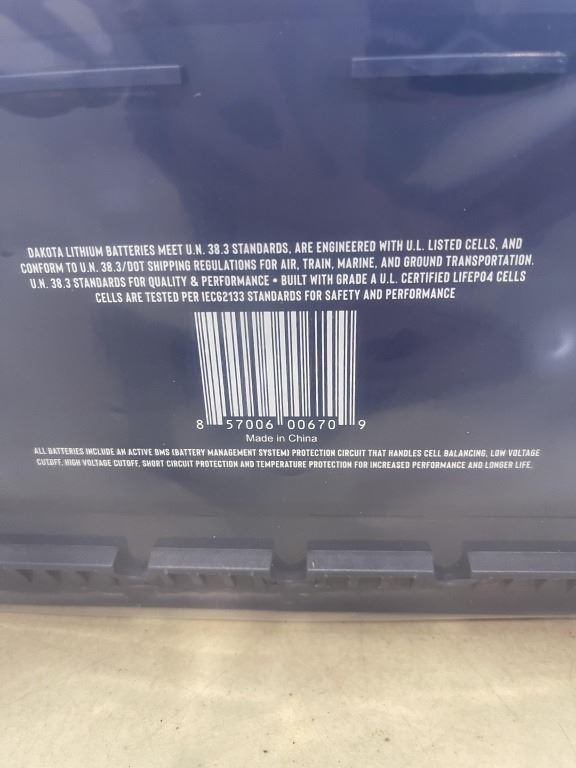 DAKOTA LITHIUM BATTERIES MEET U.N. 38.3 STANDARDS, ARE ENGINEERED WITH U.L. LISTED CELLS, AND
CONFORM TO U.N. 38.3/DOT SHIPPING REGULATIONS FOR AIR, TRAIN, MARINE, AND GROUND TRANSPORTATION.
U.N. 38.3 STANDARDS FOR QUALITY & PERFORMANCE • BUILT WITH GRADE A U.L. CERTIFIED LIFEPO4 CELLS
CELLS ARE TESTED PER IEC62133 STANDARDS FOR SAFETY AND PERFORMANCE
8 57006 00670 9
Made in China
ALL BATTERIES INCLUDE AN ACTIVE BMS (BATTERY MANAGEMENT SYSTEM) PROTECTION CIRCUIT THAT HANDLES CELL BALANCING, LOW VOLTAGE
CUTOFF, HIGH VOLTAGE CUTOFF, SHORT CIRCUIT PROTECTION AND TEMPERATURE PROTECTION FOR INCREASED PERFORMANCE AND LONGER LIFE.